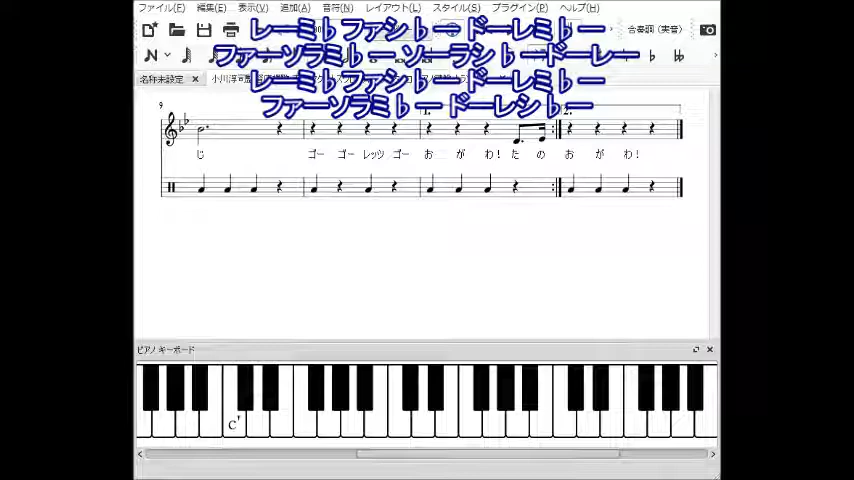 ファイル(F) 編集(E) 表示(V) 追加(A) 音符(N) レイアウト(L) スタイル(S) プラグイン(P) ヘルプ(H)
レーミ♭ファシ♭ー ドーレミ♭ー
合奏調 (実音)
ファーソラミ♭ー ソーラシ♭ードーレー
N
レーミ♭ファシ♭ー ドーレミ♭ー
名称未設定
ファーソラミ♭ー ドーレシ♭ー
9
2.
じ ゴー ゴー レッツ ゴー お が わ! た の お が わ!
ピアノキーボード
C'